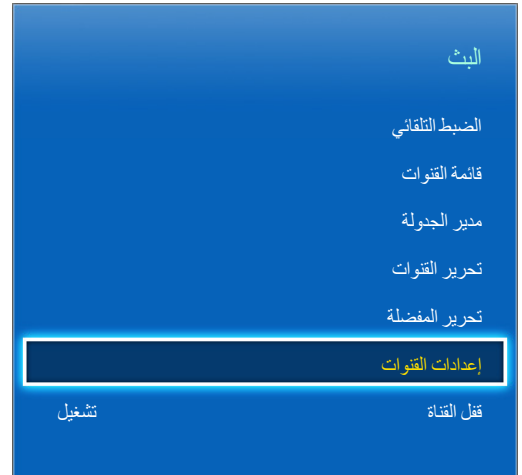 البث
الضبط التلقائي
قائمة القنوات
مدير الجدولة
تحرير القنوات
تحرير المفضلة
إعدادات القنوات
قفل القناة تشغيل